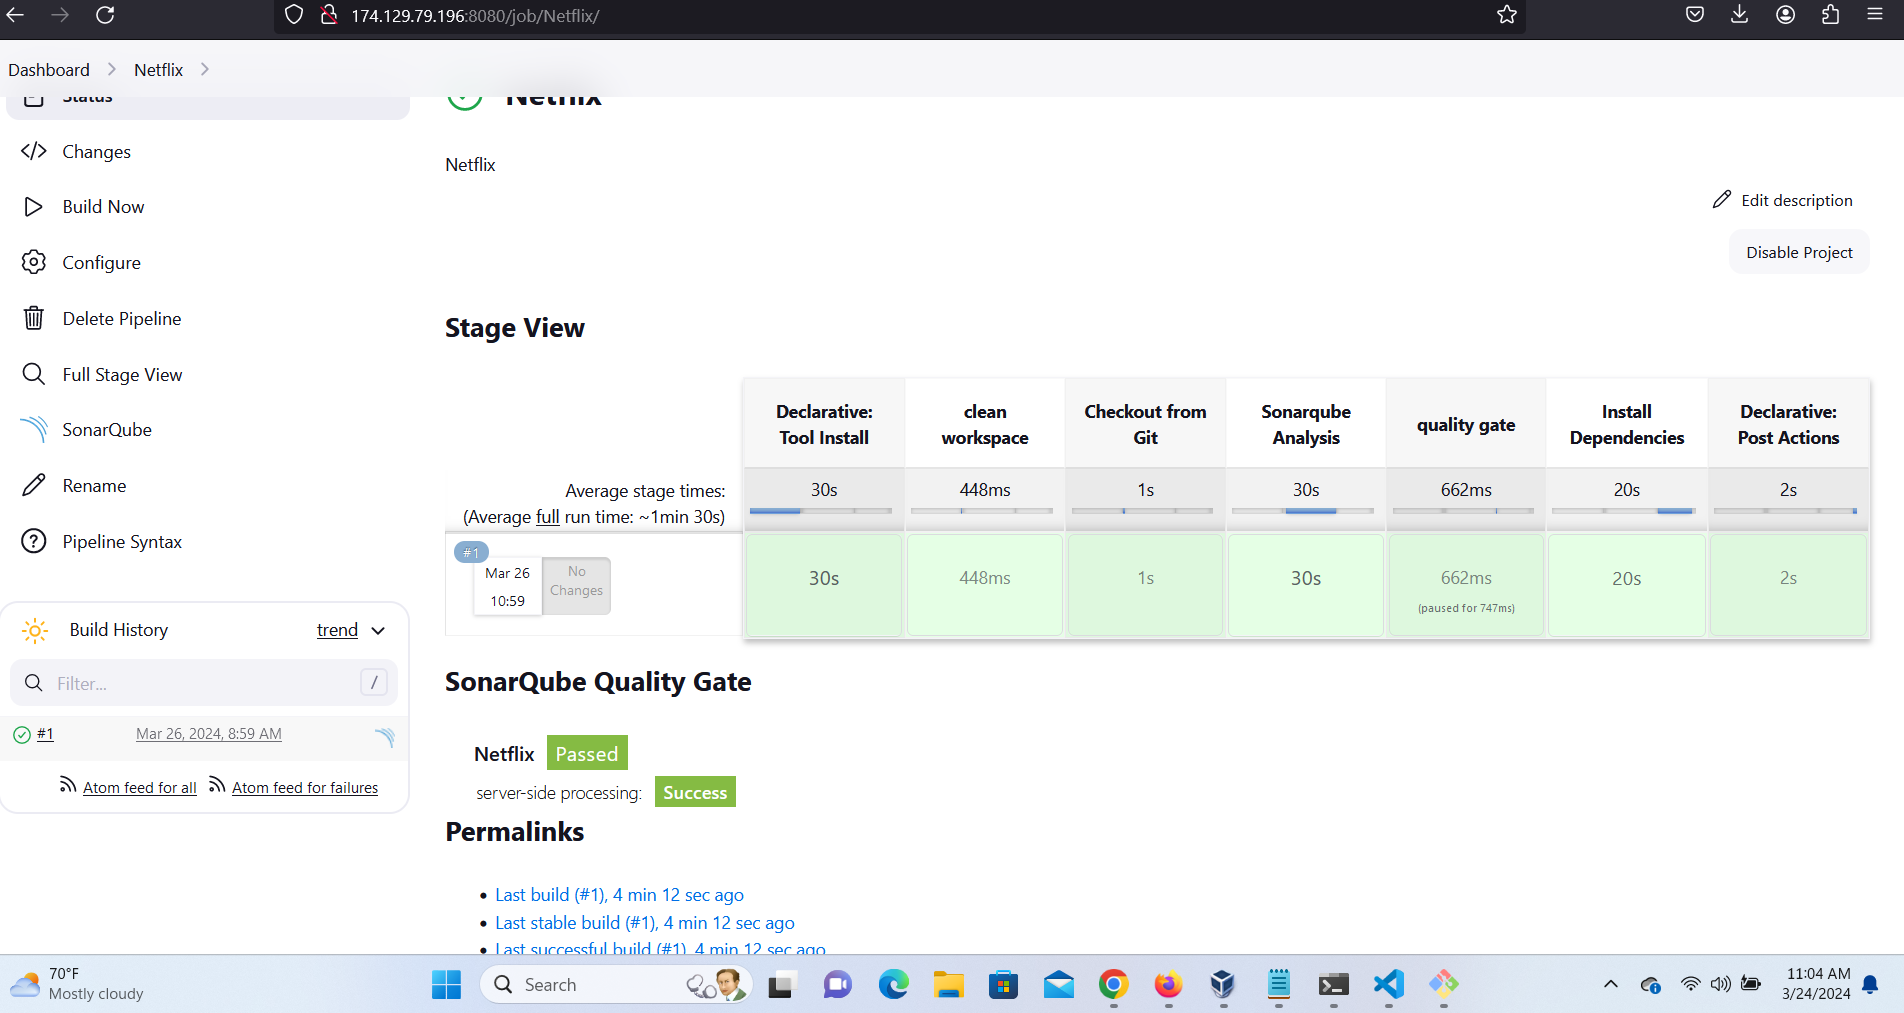 174.129.79.196:8080/job/Netflix/
Dashboard > Netflix >
Status
Netflix
Changes
Netflix
Edit description
Build Now
Disable Project
Configure
Delete Pipeline
Full Stage View
SonarQube
Rename
Pipeline Syntax
Stage View
Declarative: Tool Install
clean workspace
Checkout from Git
Sonarqube Analysis
quality gate
Install Dependencies
Declarative: Post Actions
Average stage times:
(Average full run time: ~1min 30s)
30s 448ms 1s 30s 662ms 20s 2s
#1
Mar 26
10:59
No
Changes
30s 448ms 1s 30s 662ms 20s 2s
(paused for 747ms)
Build History trend
Filter... /
#1 Mar 26, 2024, 8:59 AM
Atom feed for all Atom feed for failures
SonarQube Quality Gate
Netflix Passed
server-side processing: Success
Permalinks
Last build (#1), 4 min 12 sec ago
Last stable build (#1), 4 min 12 sec ago
Last successful build (#1), 4 min 12 sec ago
70°F
Mostly cloudy
Search
11:04 AM
3/24/2024